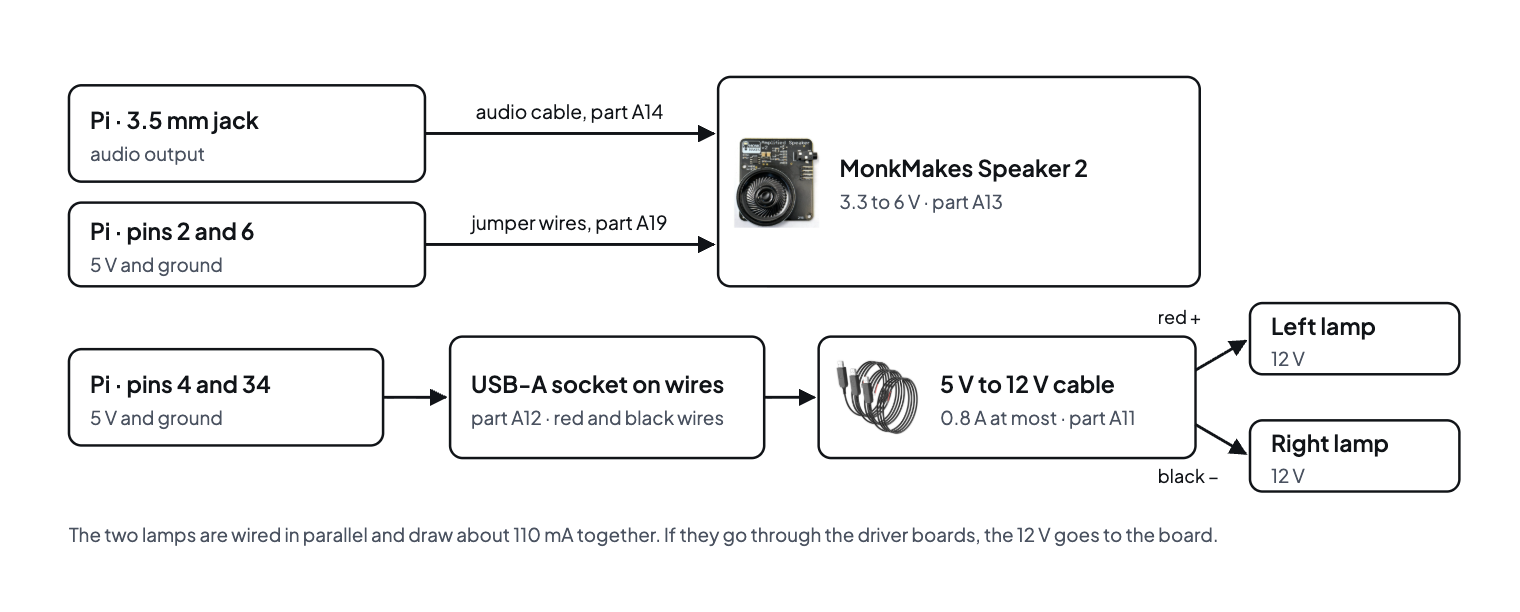 Pi · 3.5 mm jack
audio output
audio cable, part A14
Pi · pins 2 and 6
5 V and ground
jumper wires, part A19
Amplified Speaker
MonkMakes Speaker 2
3.3 to 6 V · part A13
Pi · pins 4 and 34
5 V and ground
USB-A socket on wires
part A12 · red and black wires
5 V to 12 V cable
0.8 A at most · part A11
red +
Left lamp
12 V
black –
Right lamp
12 V
The two lamps are wired in parallel and draw about 110 mA together. If they go through the driver boards, the 12 V goes to the board.